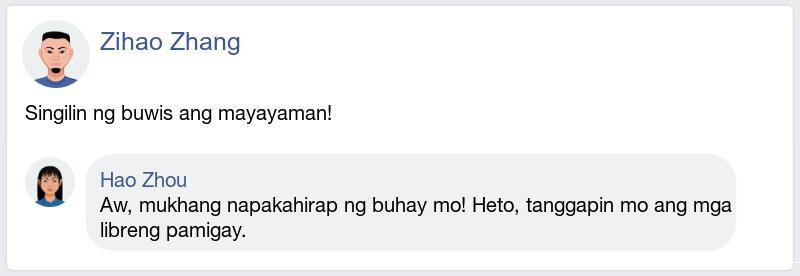 Zihao Zhang
Singilin ng buwis ang mayayaman!
Hao Zhou
Aw, mukhang napakahirap ng buhay mo! Heto, tanggapin mo ang mga
libreng pamigay.